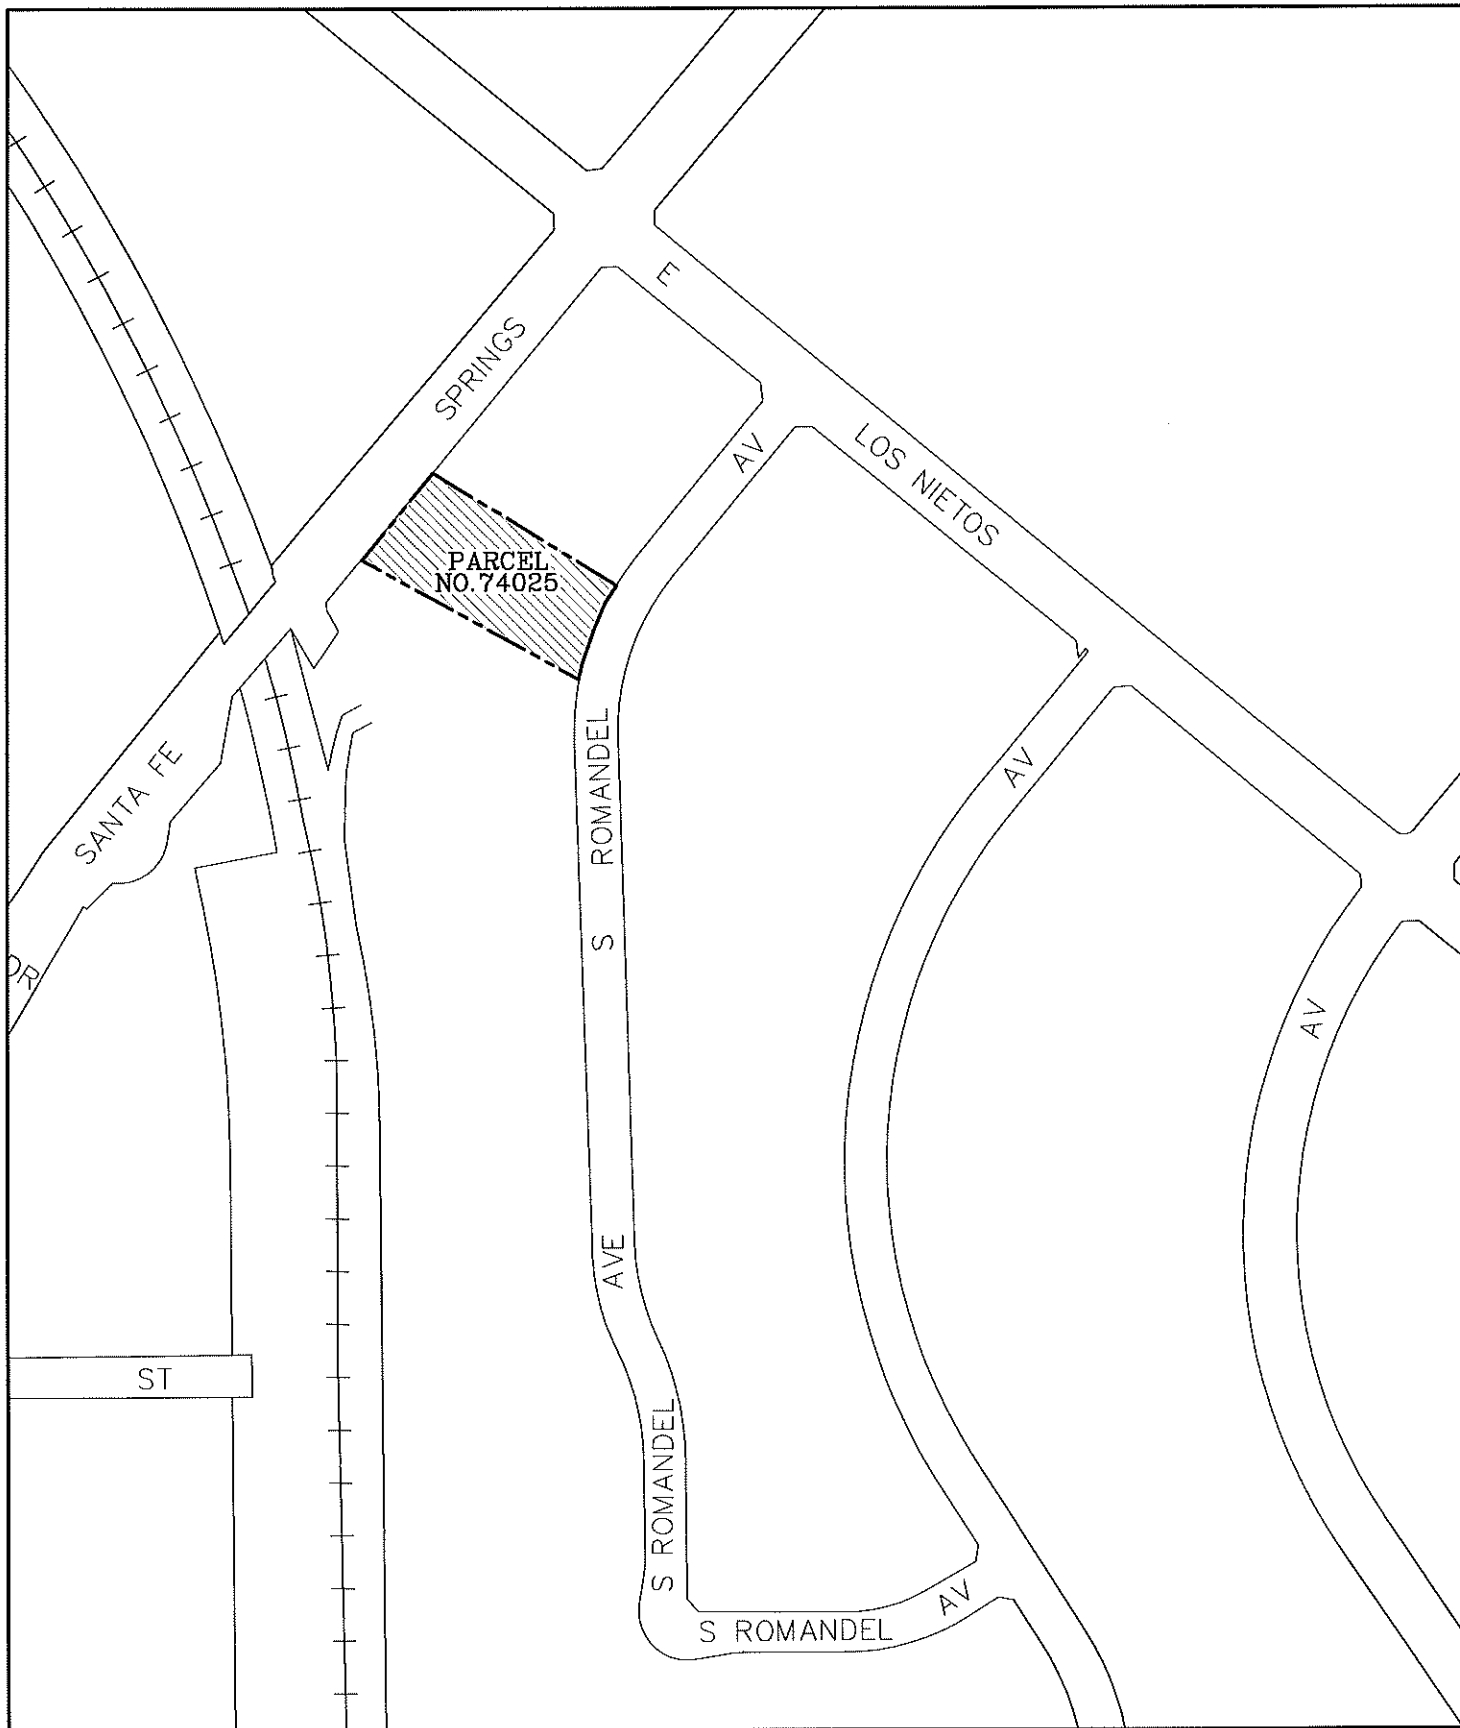 E
SPRINGS
AV
LOS NIETOS
PARCEL
NO. 74025
SANTA FE
S ROMANDEL
AV
DR
AV
AVE
ST
S ROMANDEL
S ROMANDEL
AV